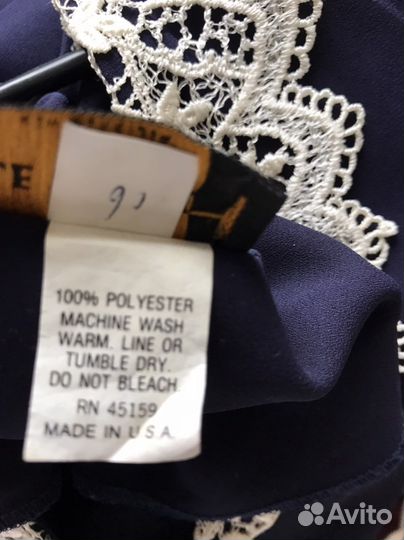 100% POLYESTER
MACHINE WASH
WARM. LINE OR
TUMBLE DRY.
DO NOT BLEACH
RN 45159
MADE IN U.S.A.
Avito